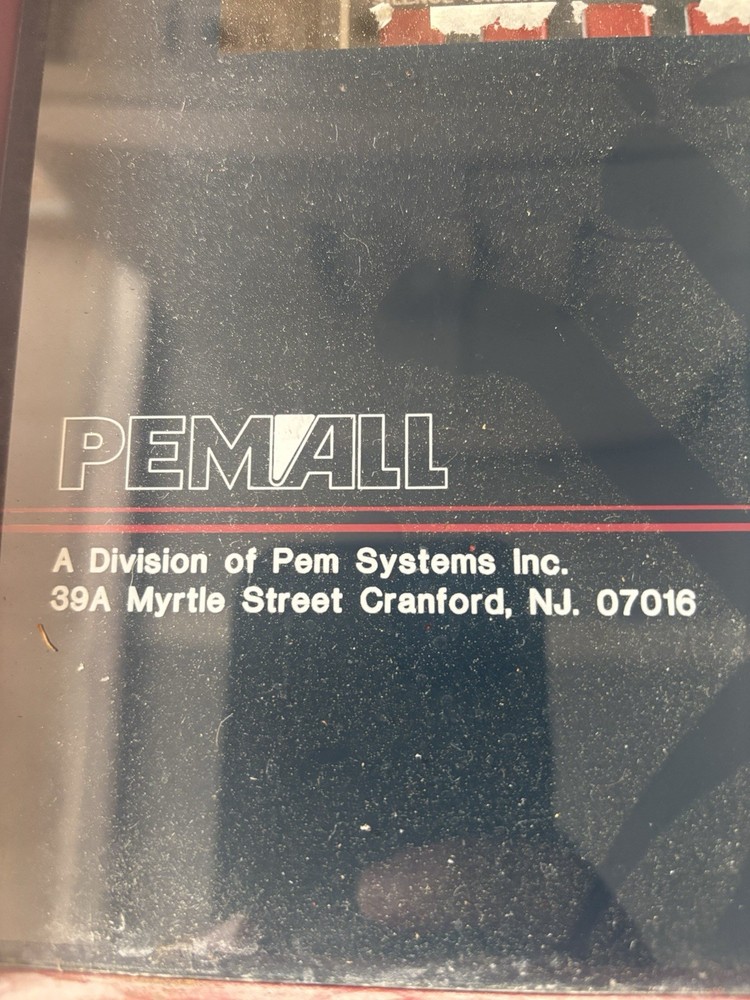 PEMALL
A Division of Pem Systems Inc.
39A Myrtle Street Cranford, NJ. 07016